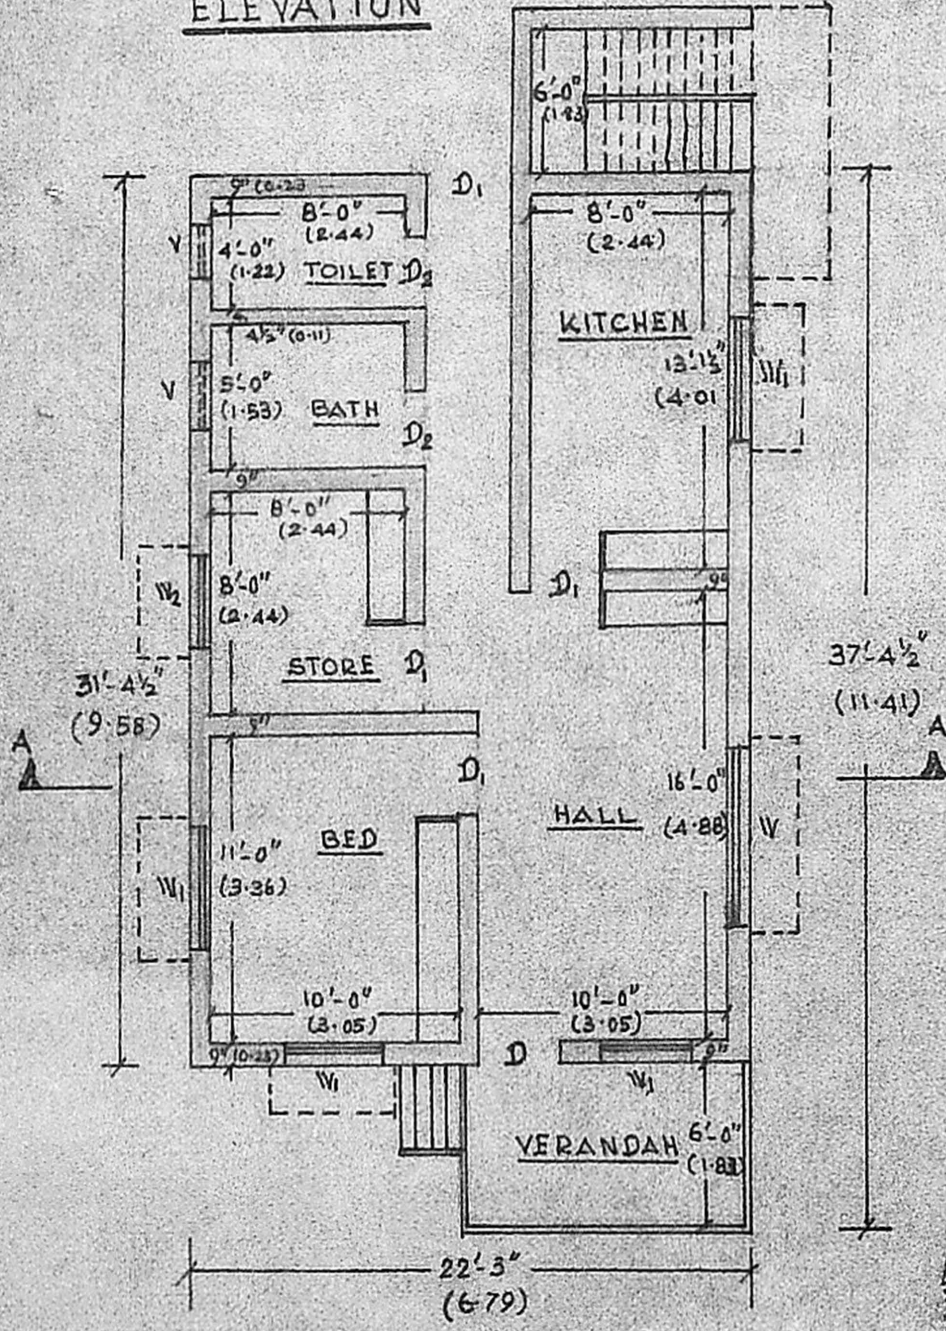 ELEVATION
6'-0"
(1.83)
D1
9" (0.23
8'-0"
(2.44)
8'-0"
(2.44)
V
4'-0"
(1.22)
TOILET D2
KITCHEN
4½" (0.11)
13'-1½"
(4.01
W1
V
5'-0"
(1.53)
BATH
D2
9"
8'-0"
(2.44)
W2
8'-0"
(2.44)
D1
9"
STORE
D1
31'-4½"
(9.58)
37'-4½"
(11.41)
9"
A
A
D1
16'-0"
(4.88)
HALL
W
BED
11'-0"
(3.36)
W1
10'-0"
(3.05)
10'-0"
(3.05)
9" (0.23)
D
9"
W1
W1
VERANDAH
6'-0"
(1.83)
22'-3"
(6.79)